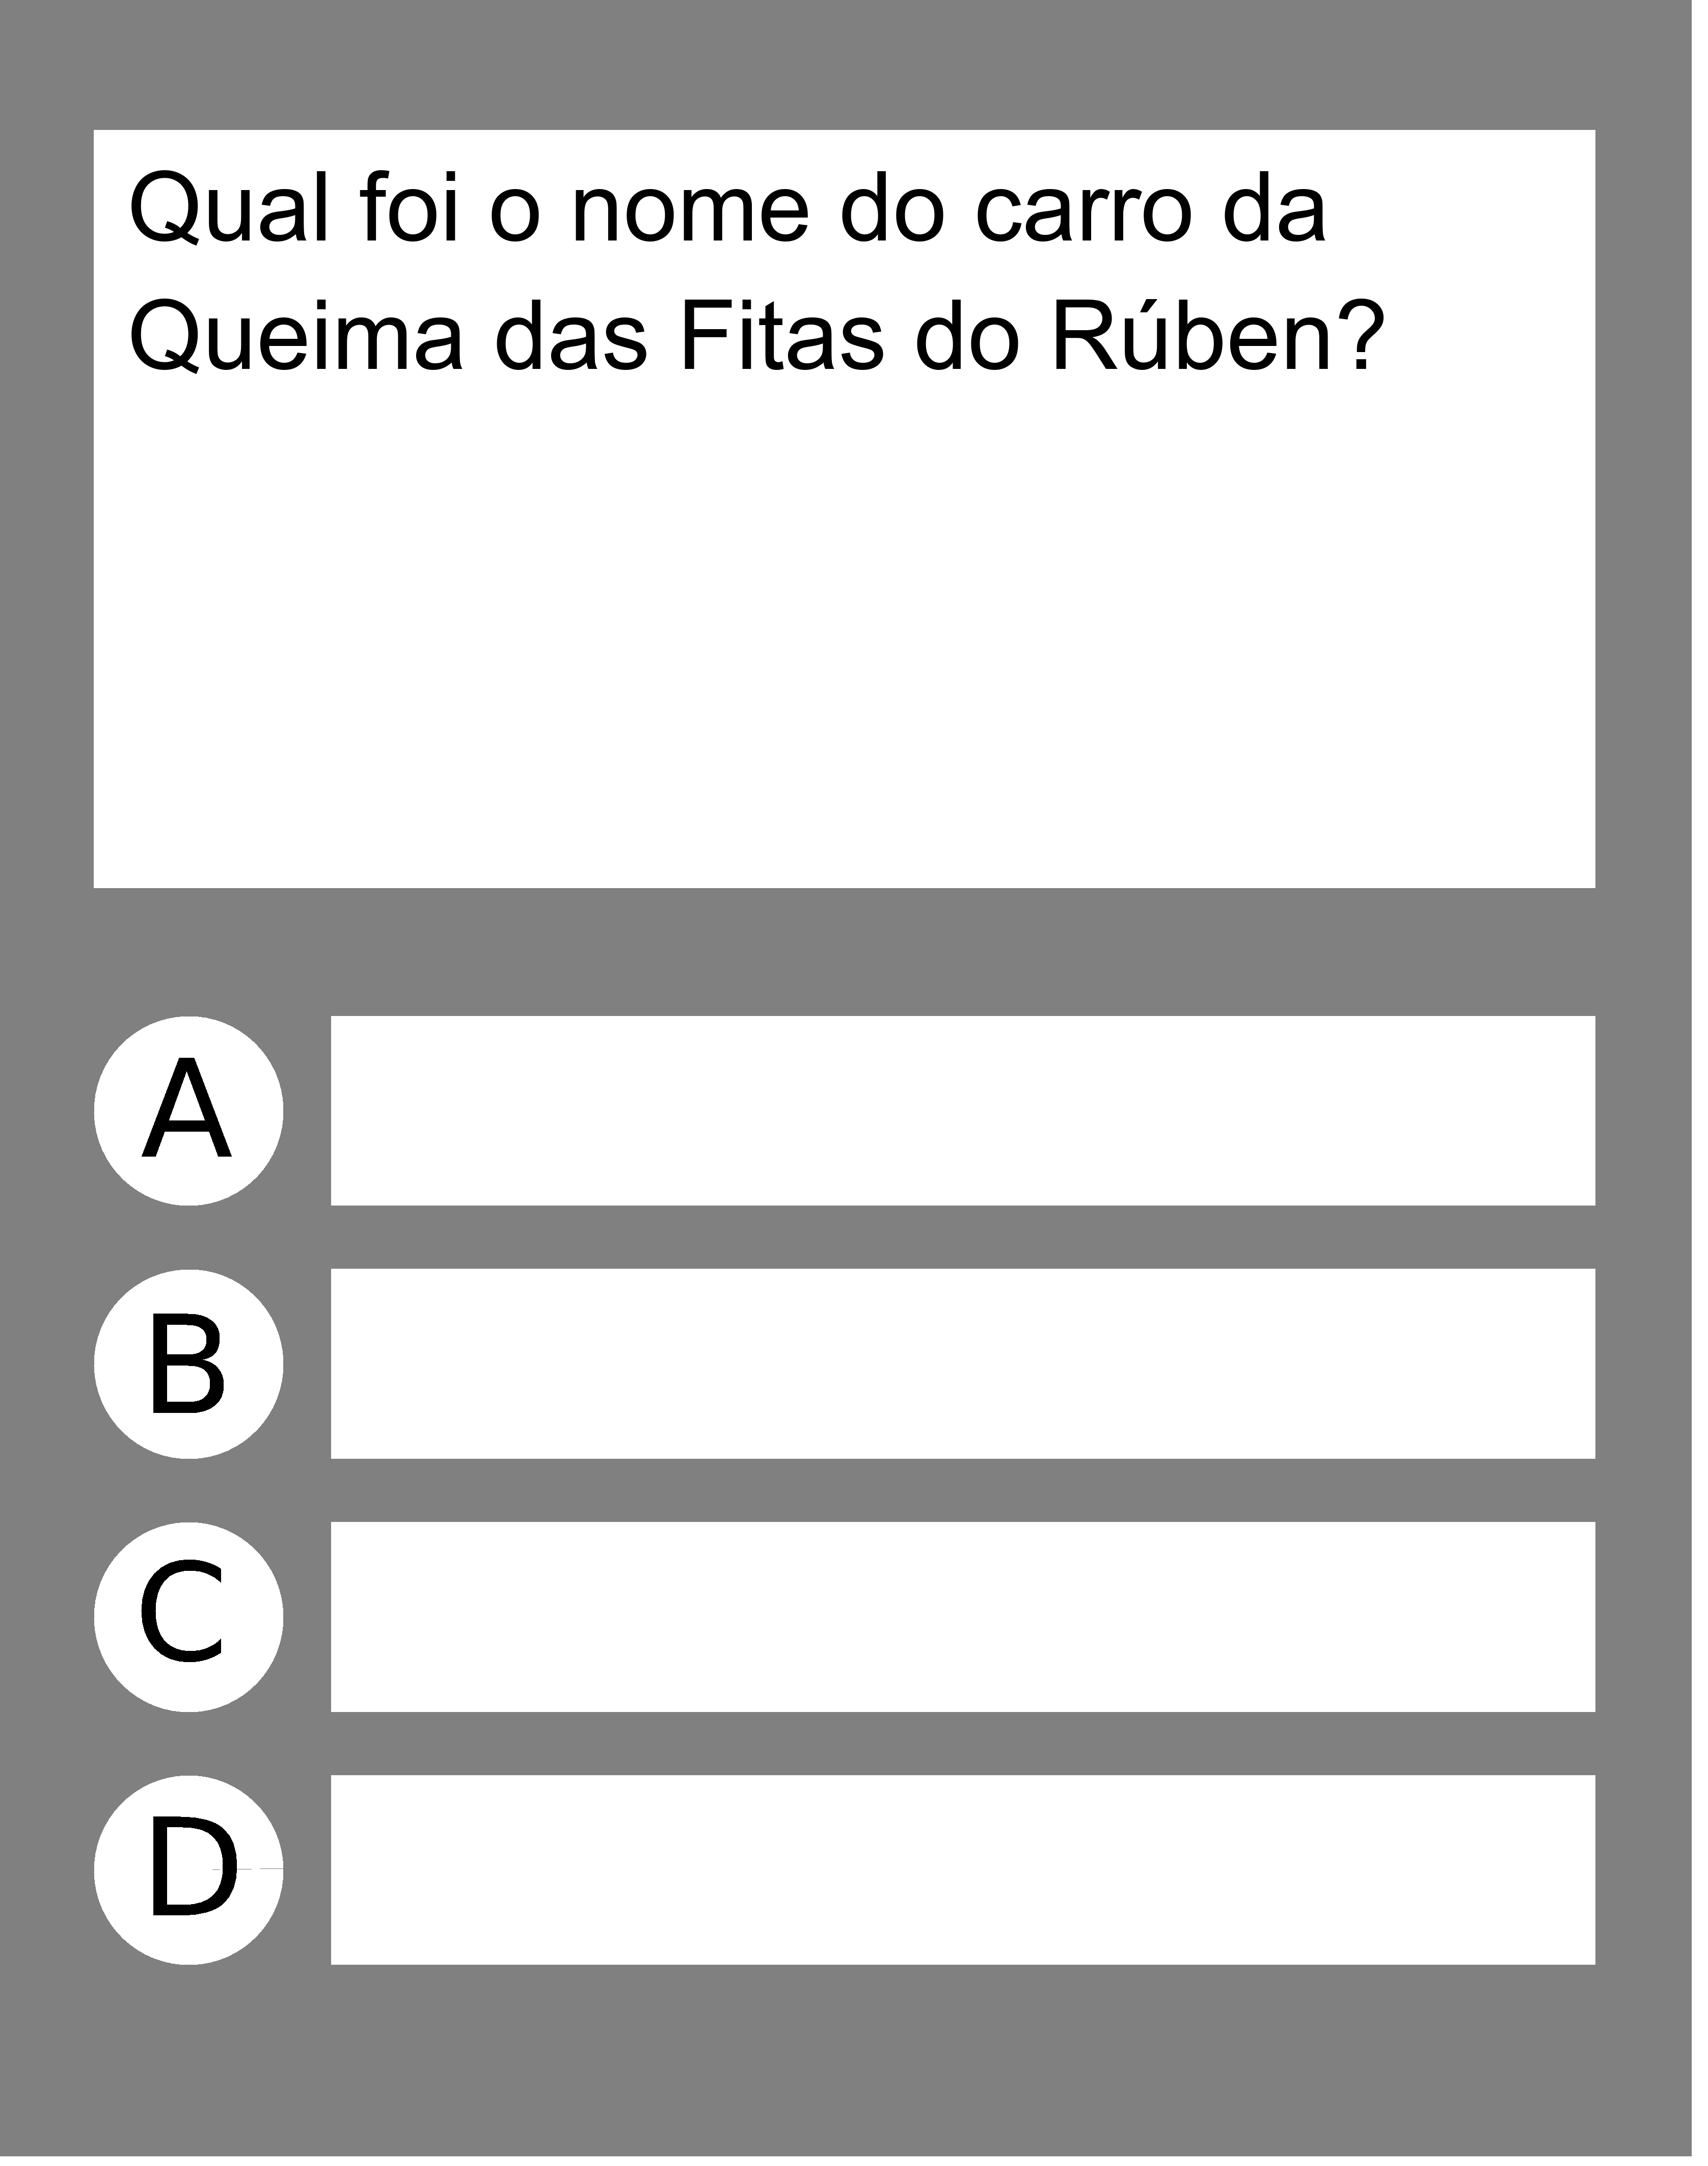 Qual foi o nome do carro da
Queima das Fitas do Rúben?
A
B
C
D